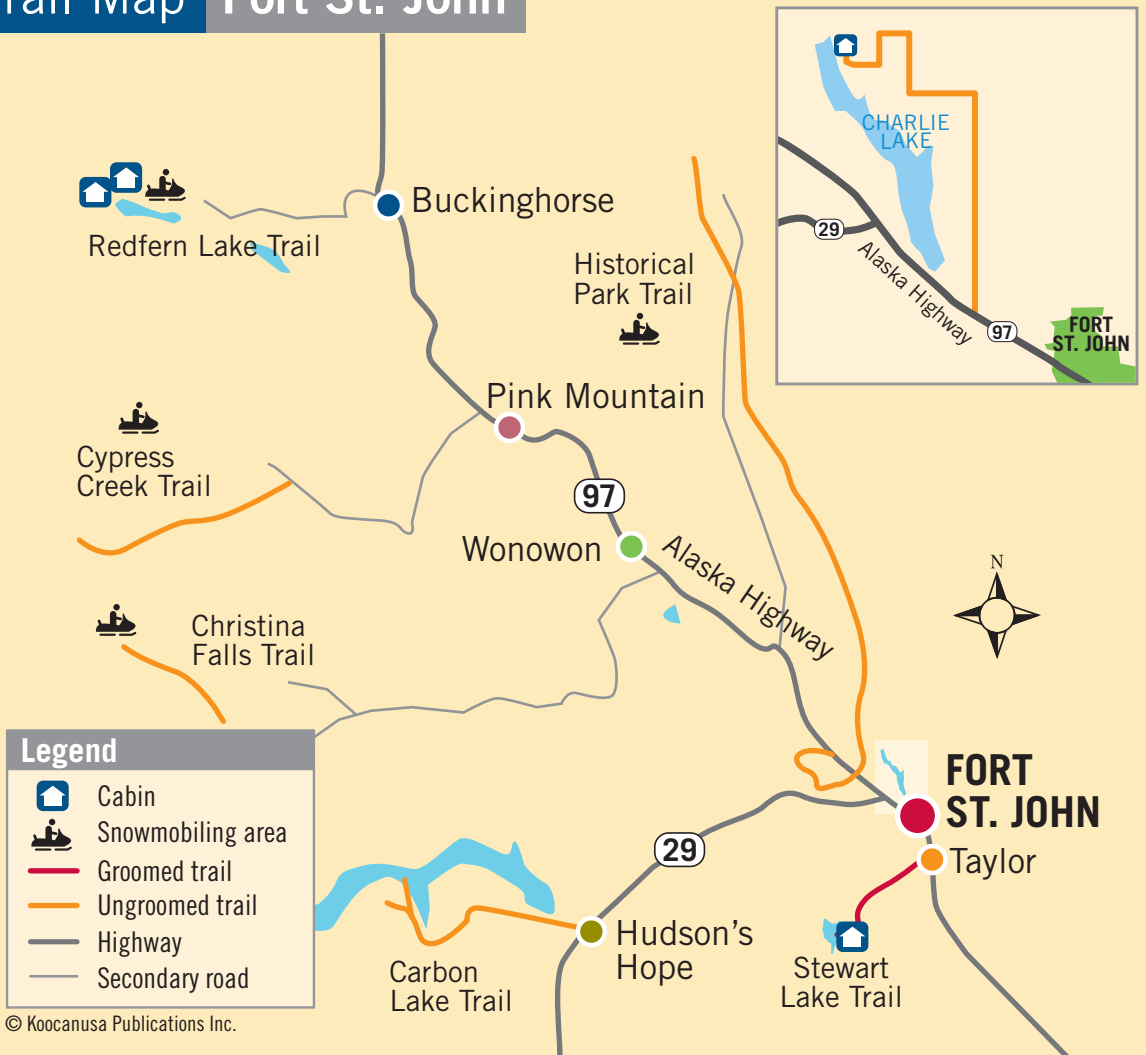 Map Fort St. John
CHARLIE
LAKE
29
Alaska Highway
97
FORT
ST. JOHN
Buckinghorse
Redfern Lake Trail
Historical
Park Trail
Pink Mountain
Cypress
Creek Trail
97
Wonowon
Alaska Highway
N
Christina
Falls Trail
Legend
Cabin
Snowmobiling area
Groomed trail
Ungroomed trail
Highway
Secondary road
FORT
ST. JOHN
29
Taylor
Hudson's
Hope
Carbon
Lake Trail
Stewart
Lake Trail
© Koocanusa Publications Inc.